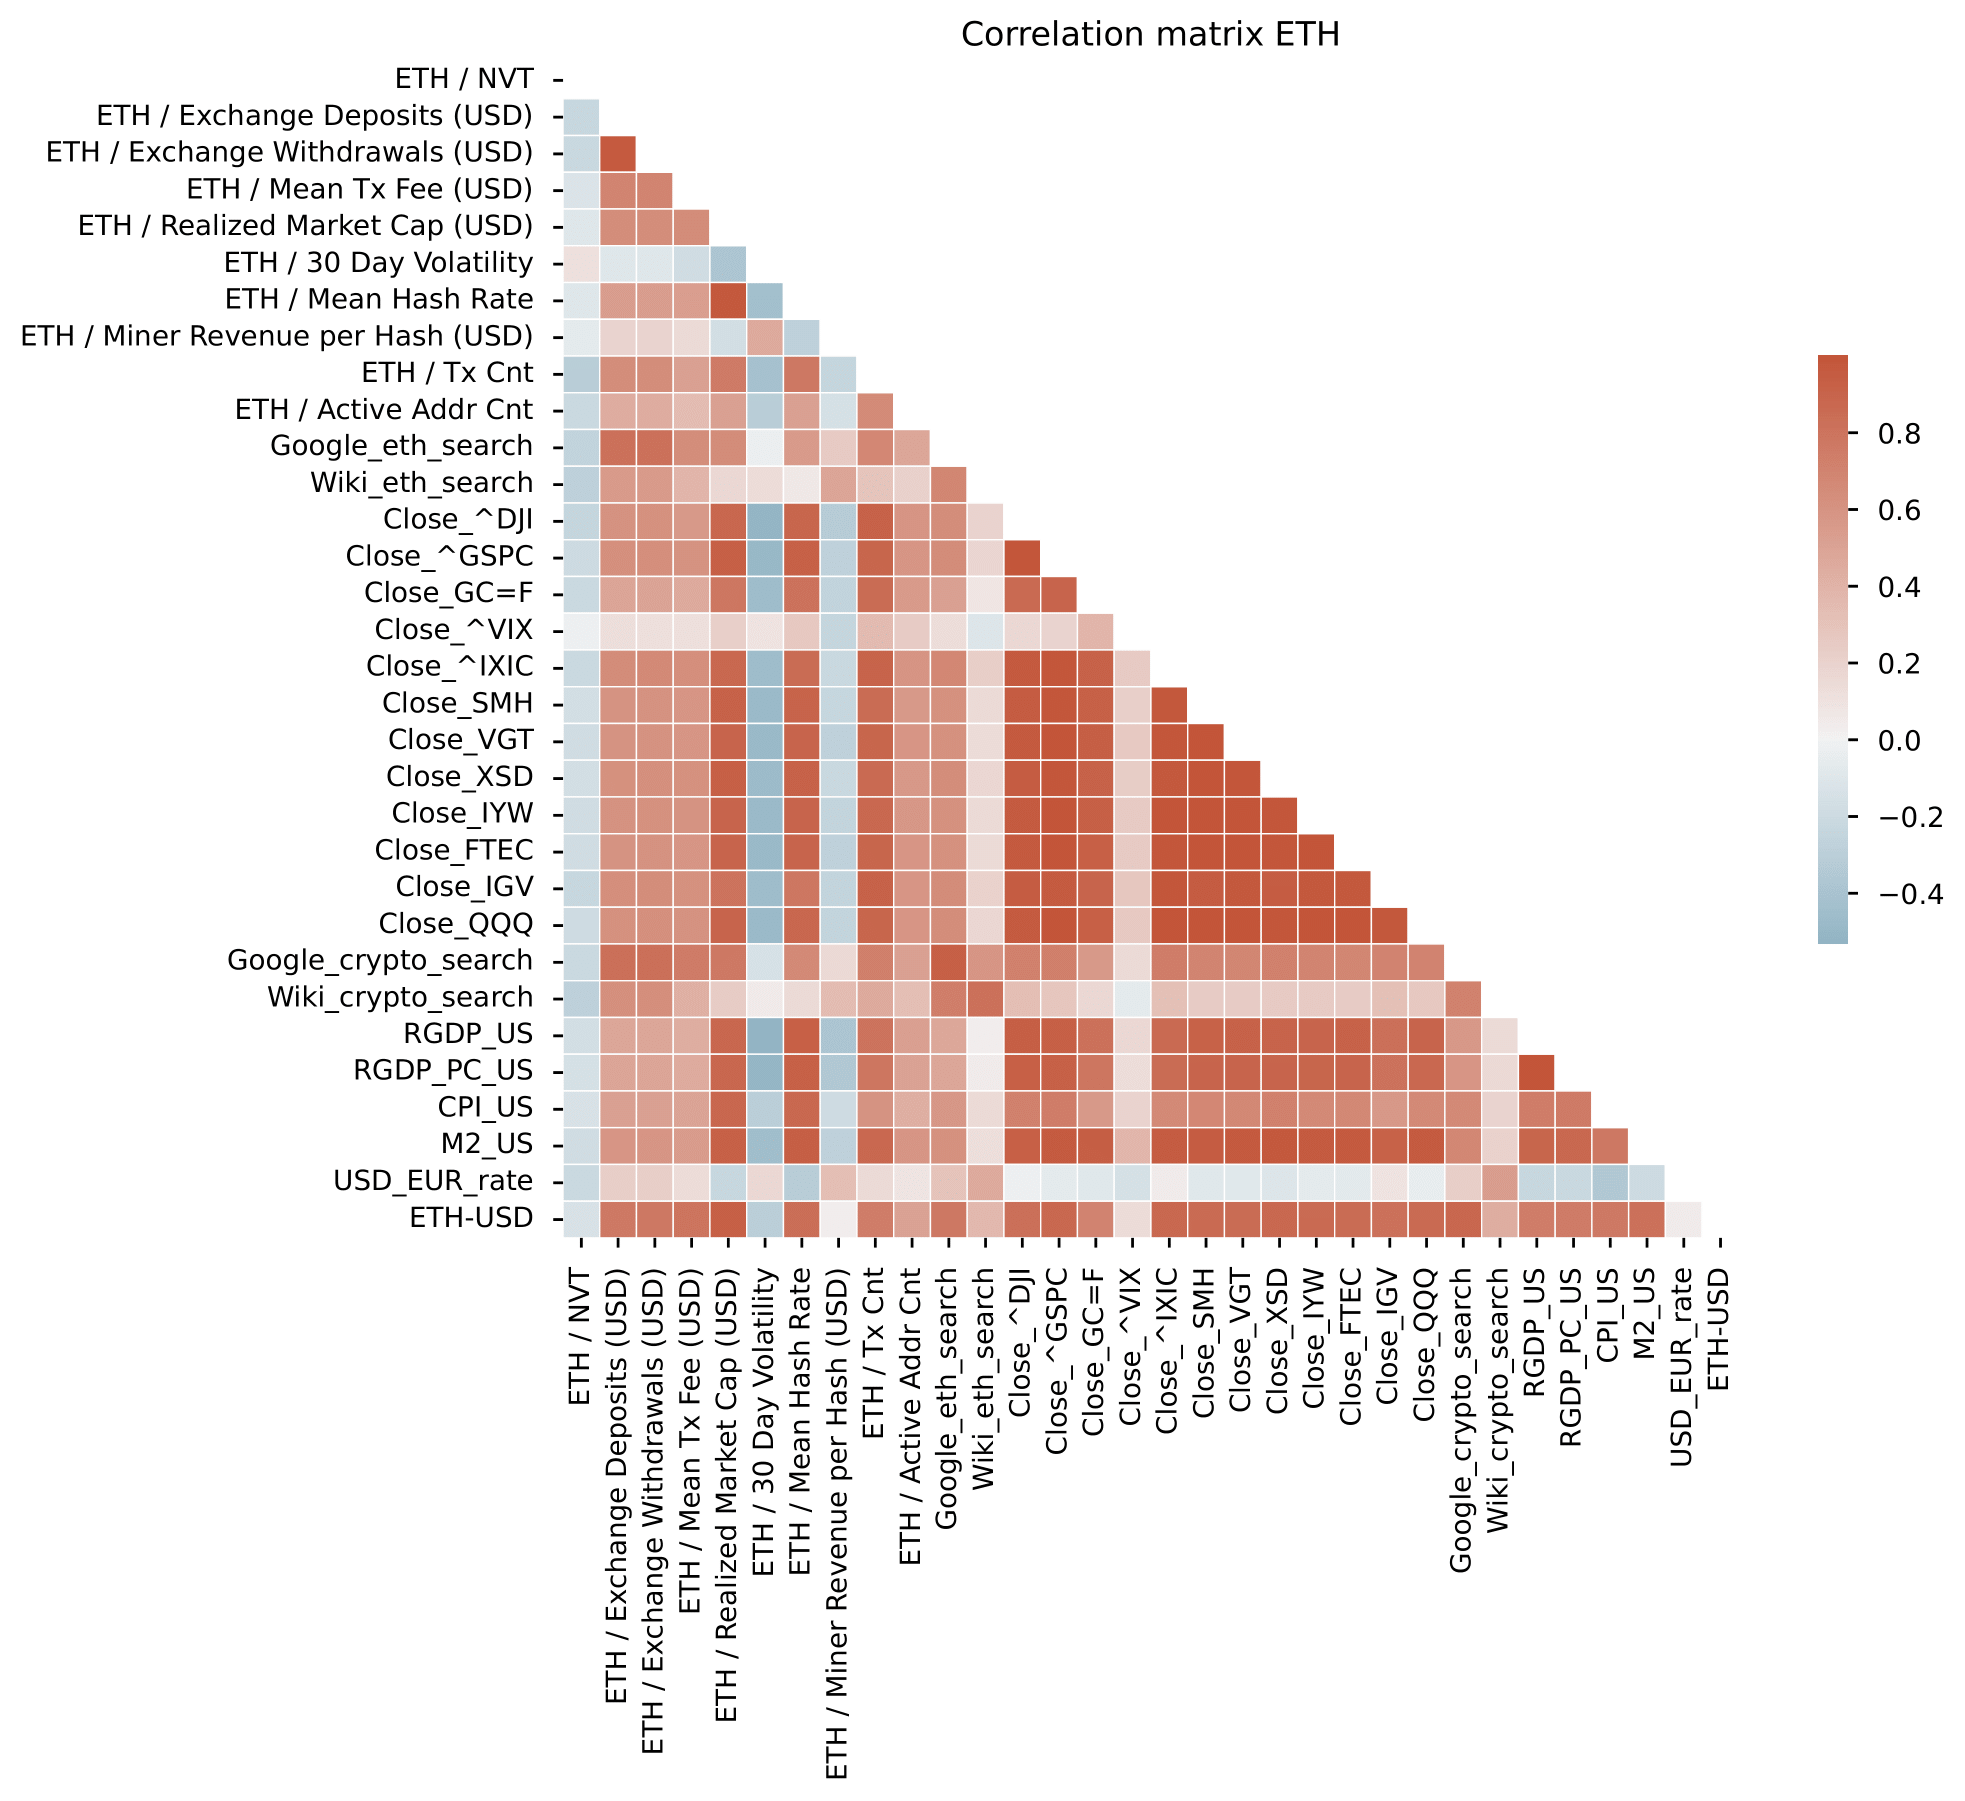 Correlation matrix ETH
ETH / NVT
ETH / Exchange Deposits (USD)
ETH / Exchange Withdrawals (USD)
ETH / Mean Tx Fee (USD)
ETH / Realized Market Cap (USD)
ETH / 30 Day Volatility
ETH / Mean Hash Rate
ETH / Miner Revenue per Hash (USD)
ETH / Tx Cnt
ETH / Active Addr Cnt
Google_eth_search
Wiki_eth_search
Close_^DJI
Close_^GSPC
Close_GC=F
Close_^VIX
Close_^IXIC
Close_SMH
Close_VGT
Close_XSD
Close_IYW
Close_FTEC
Close_IGV
Close_QQQ
Google_crypto_search
Wiki_crypto_search
RGDP_US
RGDP_PC_US
CPI_US
M2_US
USD_EUR_rate
ETH-USD
ETH / NVT
ETH / Exchange Deposits (USD)
ETH / Exchange Withdrawals (USD)
ETH / Mean Tx Fee (USD)
ETH / Realized Market Cap (USD)
ETH / 30 Day Volatility
ETH / Mean Hash Rate
ETH / Miner Revenue per Hash (USD)
ETH / Tx Cnt
ETH / Active Addr Cnt
Google_eth_search
Wiki_eth_search
Close_^DJI
Close_^GSPC
Close_GC=F
Close_^VIX
Close_^IXIC
Close_SMH
Close_VGT
Close_XSD
Close_IYW
Close_FTEC
Close_IGV
Close_QQQ
Google_crypto_search
Wiki_crypto_search
RGDP_US
RGDP_PC_US
CPI_US
M2_US
USD_EUR_rate
ETH-USD
0.8
0.6
0.4
0.2
0.0
−0.2
−0.4